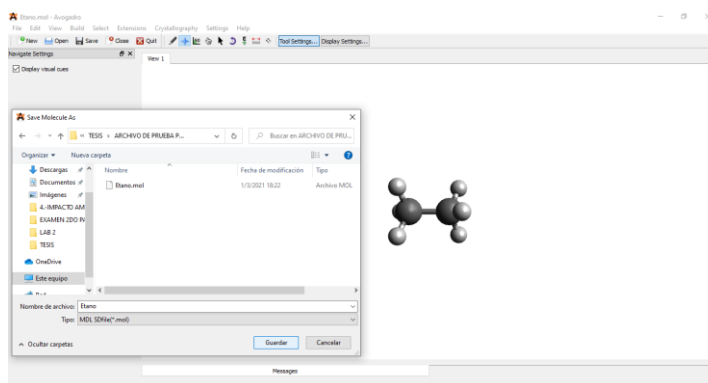 Etano.mol - Avogadro
File Edit View Build Select Extensions Crystallography Settings Help
New Open Save Close Quit Tool Settings... Display Settings...
Navigate Settings
View 1
Display visual cues
Save Molecule As
« TESIS › ARCHIVO DE PRUEBA P...
Buscar en ARCHIVO DE PRU...
Organizar Nueva carpeta
Nombre Fecha de modificación Tipo
Descargas
Etano.mol 1/3/2021 18:22 Archivo MOL
Documentos
Imágenes
4.-IMPACTO AM
EXAMEN 2DO PA
LAB 2
TESIS
OneDrive
Este equipo
Nombre de archivo: Etano
Tipo: MDL SDfile(*.mol)
Ocultar carpetas
Guardar Cancelar
Messages